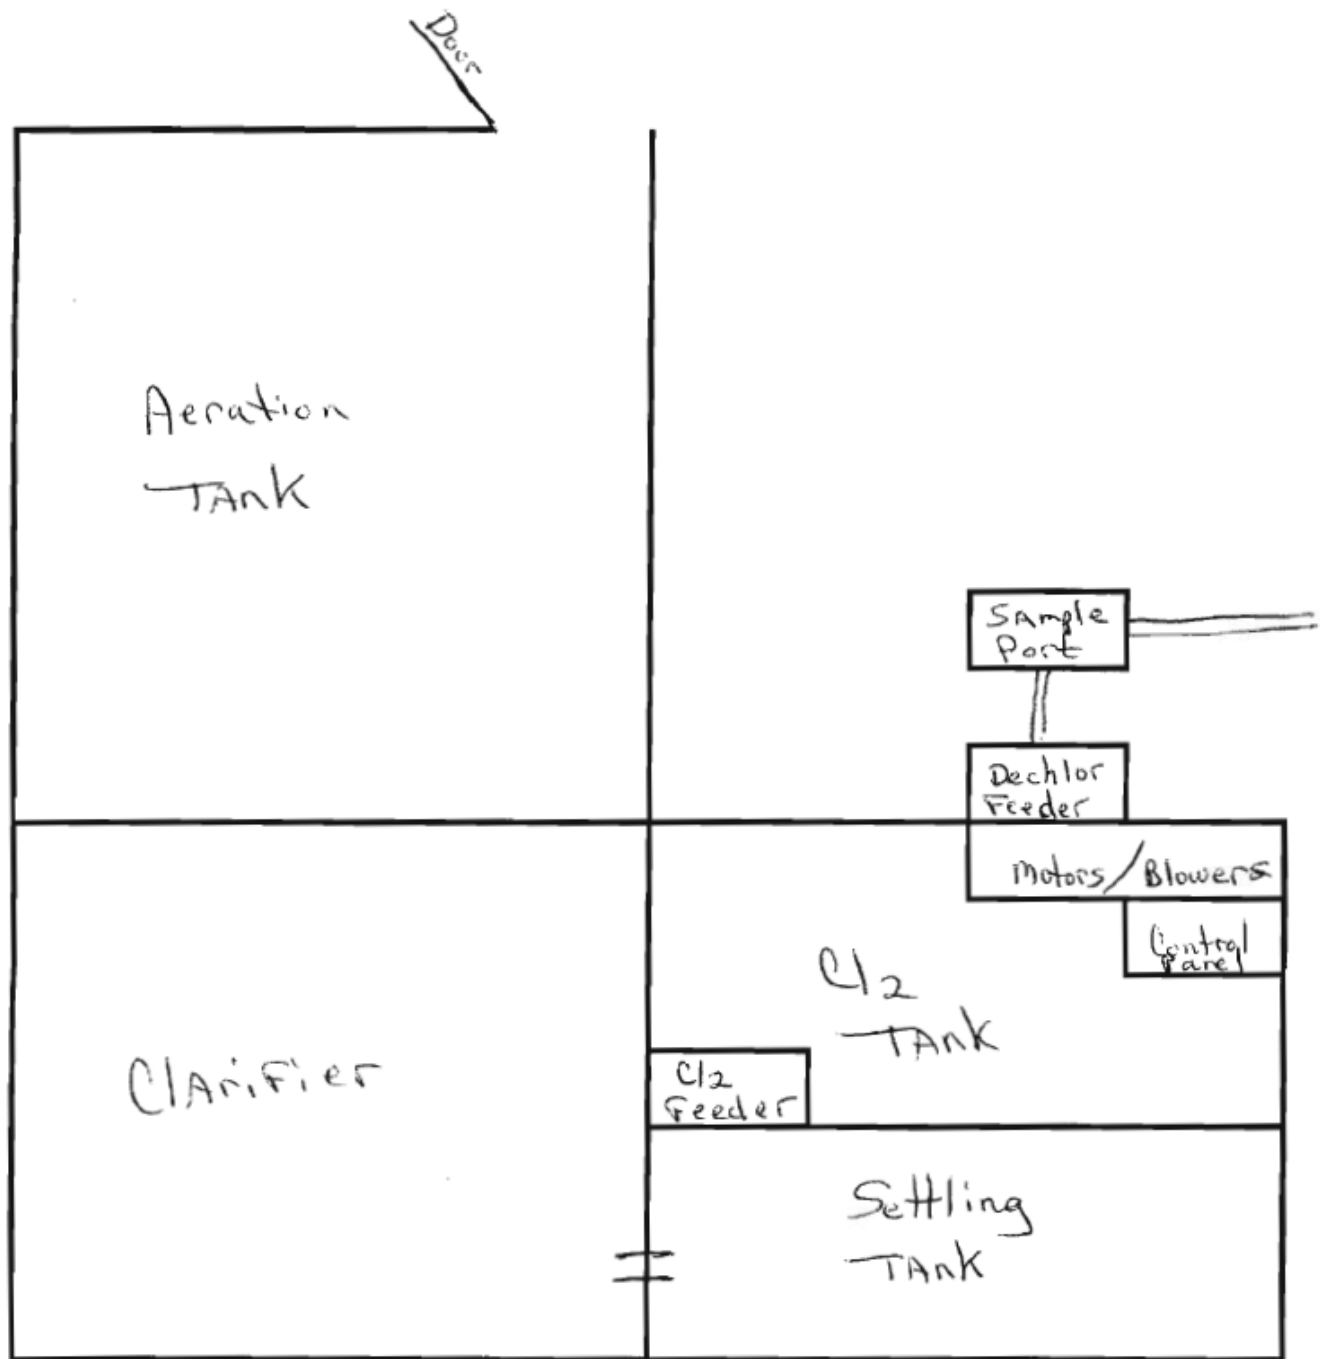 Door
Aeration
TAnk
SAmple
Port
Dechlor
Feeder
Motors/Blowers
Control
Panel
Cl2
TAnk
ClAriFier
Cl2
Feeder
Settling
TAnk